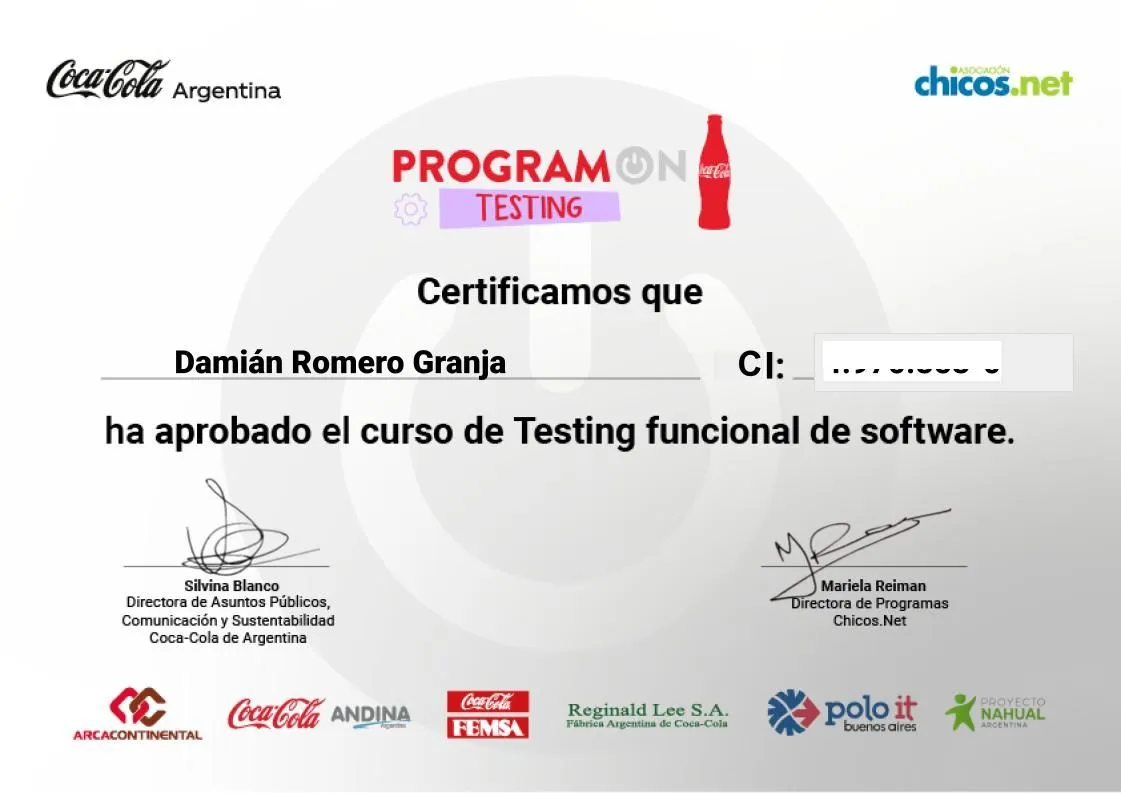 Coca-Cola Argentina
ASOCIACIÓN
chicos.net
PROGRAMON
Coca-Cola
TESTING
Certificamos que
Damián Romero Granja CI:
ha aprobado el curso de Testing funcional de software.
Silvina Blanco
Directora de Asuntos Públicos,
Comunicación y Sustentabilidad
Coca-Cola de Argentina
Mariela Reiman
Directora de Programas
Chicos.Net
ARCACONTINENTAL
Coca-Cola ANDINA
Argentina
Coca-Cola
FEMSA
Reginald Lee S.A.
Fábrica Argentina de Coca-Cola
polo it
buenos aires
PROYECTO
NAHUAL
ARGENTINA